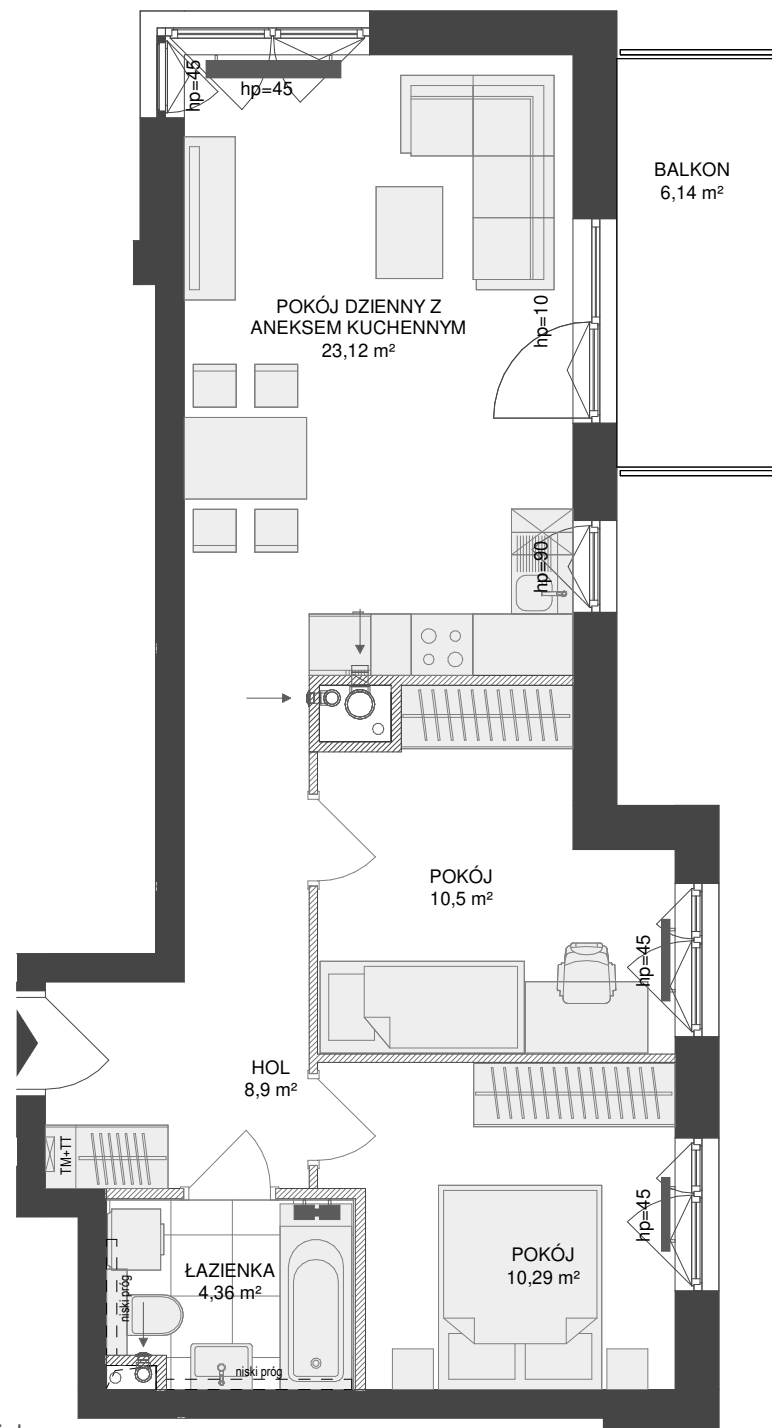 hp=45
hp=45
BALKON
6,14 m²
POKÓJ DZIENNY Z
ANEKSEM KUCHENNYM
23,12 m²
hp=10
hp=90
POKÓJ
10,5 m²
hp=45
HOL
8,9 m²
TM+TT
hp=45
POKÓJ
10,29 m²
ŁAZIENKA
4,36 m²
niski próg
niski próg